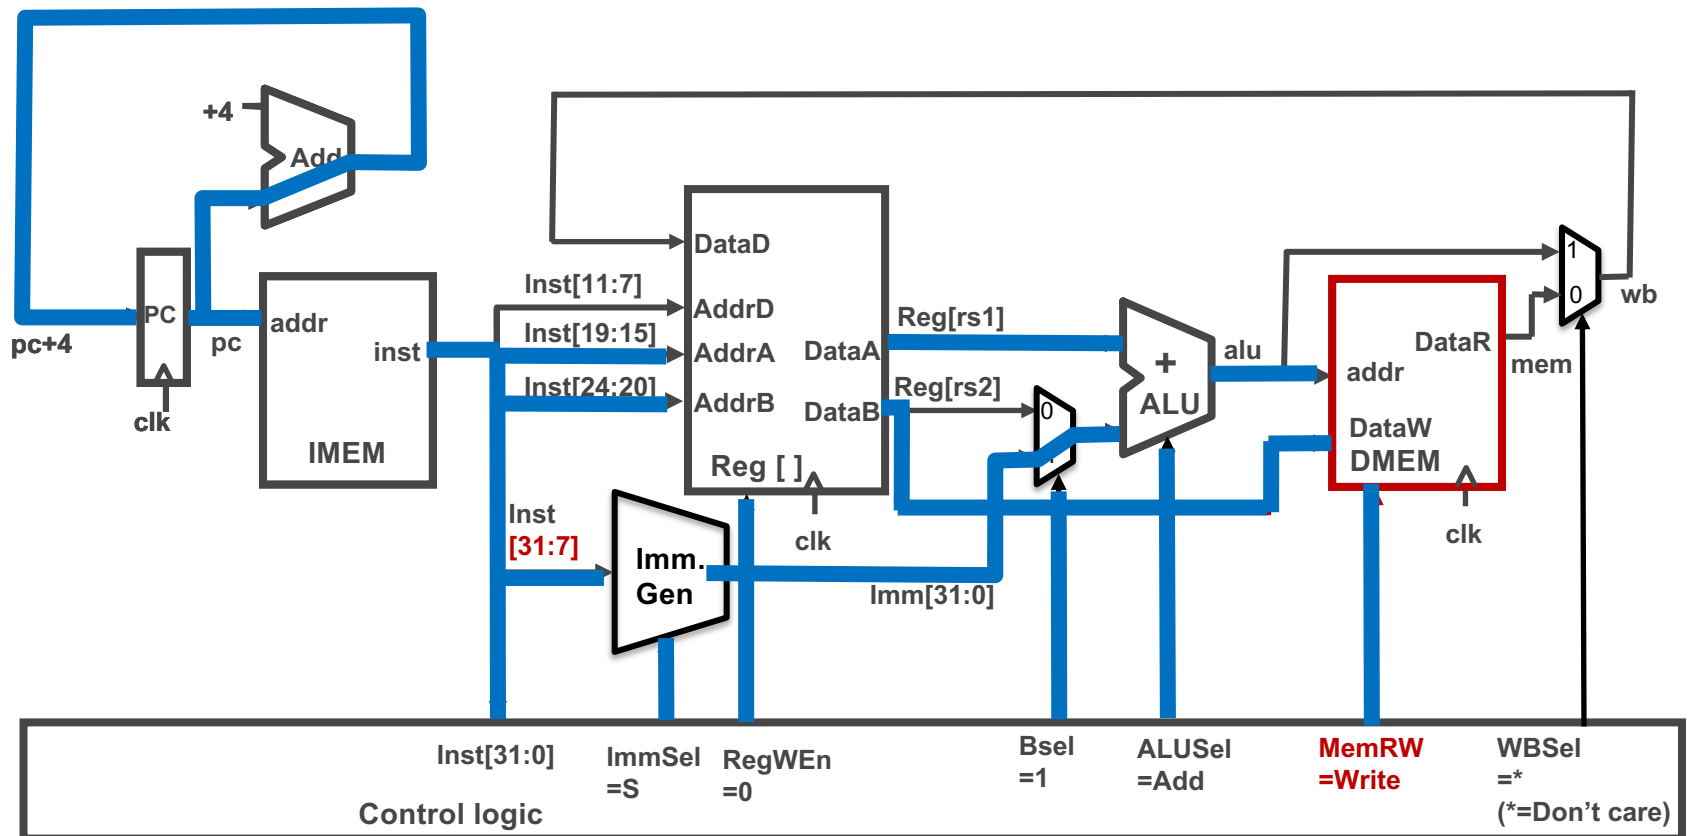 +4
Add
DataD
Inst[11:7]
AddrD
Inst[19:15]
AddrA
Inst[24:20]
AddrB
DataA
DataB
Reg [ ]
clk
PC
pc+4
pc
clk
addr
inst
IMEM
Reg[rs1]
Reg[rs2]
0
+
ALU
alu
1
0
wb
DataR
mem
addr
DataW
DMEM
clk
Inst
[31:7]
Imm.
Gen
Imm[31:0]
Inst[31:0]
ImmSel
=S
RegWEn
=0
Bsel
=1
ALUSel
=Add
MemRW
=Write
WBSel
=*
(*=Don’t care)
Control logic